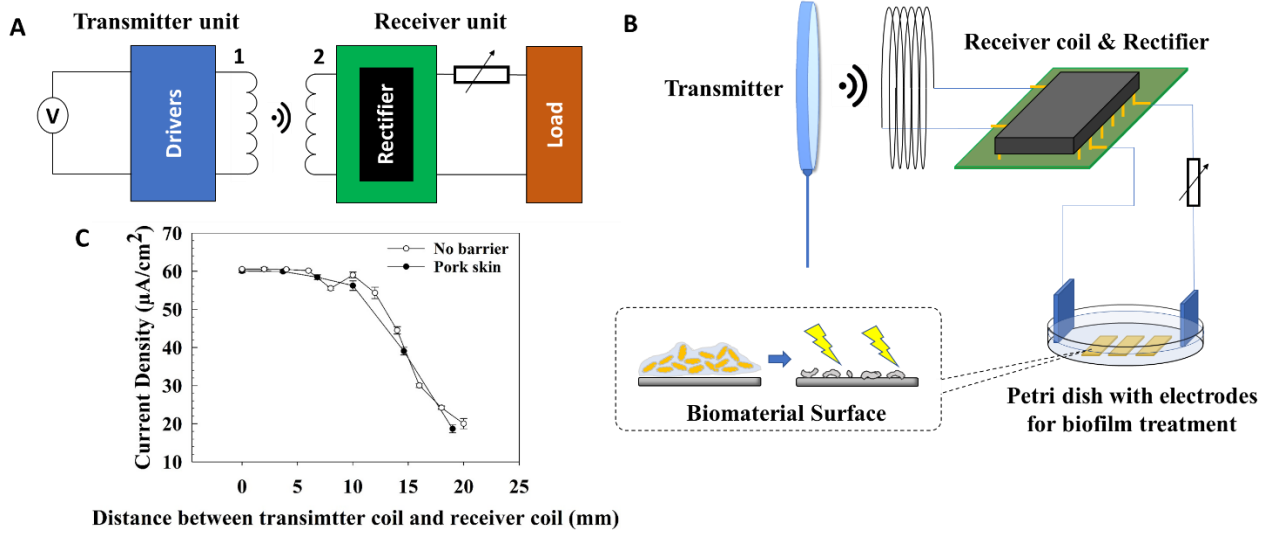 A
Transmitter unit
Receiver unit
V
Drivers
1
2
Rectifier
Load
B
Transmitter
Receiver coil & Rectifier
Biomaterial Surface
Petri dish with electrodes
for biofilm treatment
C
Current Density (µA/cm²)
70
60
50
40
30
20
10
No barrier
Pork skin
0
5
10
15
20
25
Distance between transimtter coil and receiver coil (mm)